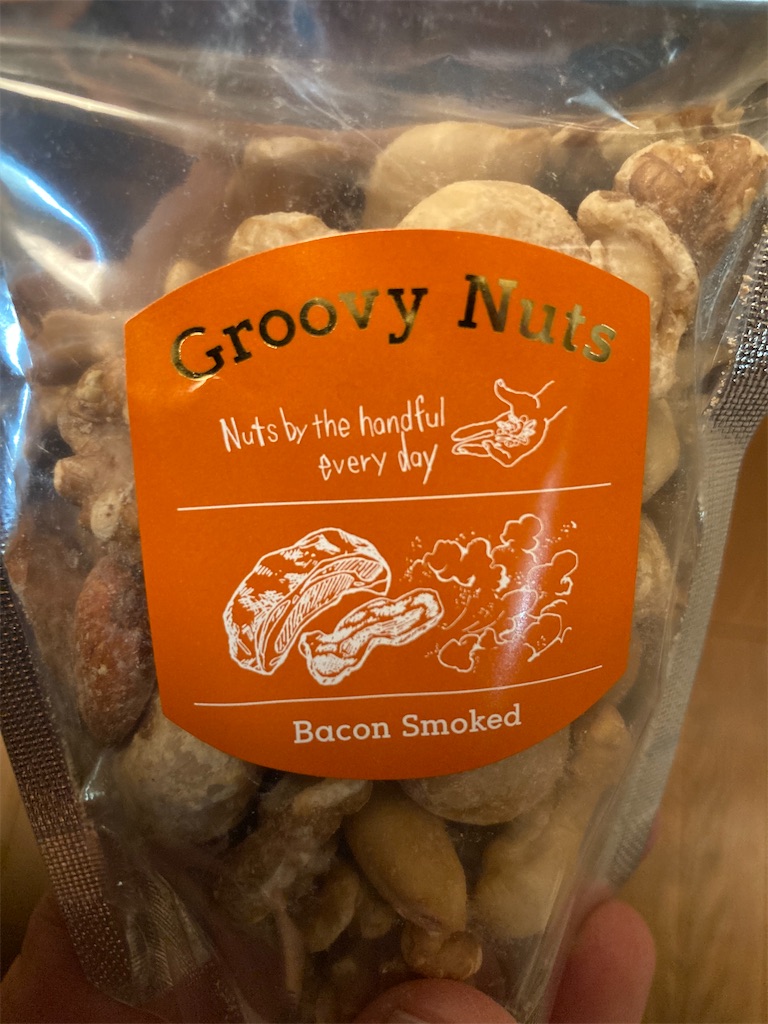 Groovy Nuts
Nuts by the handful
every day
Bacon Smoked